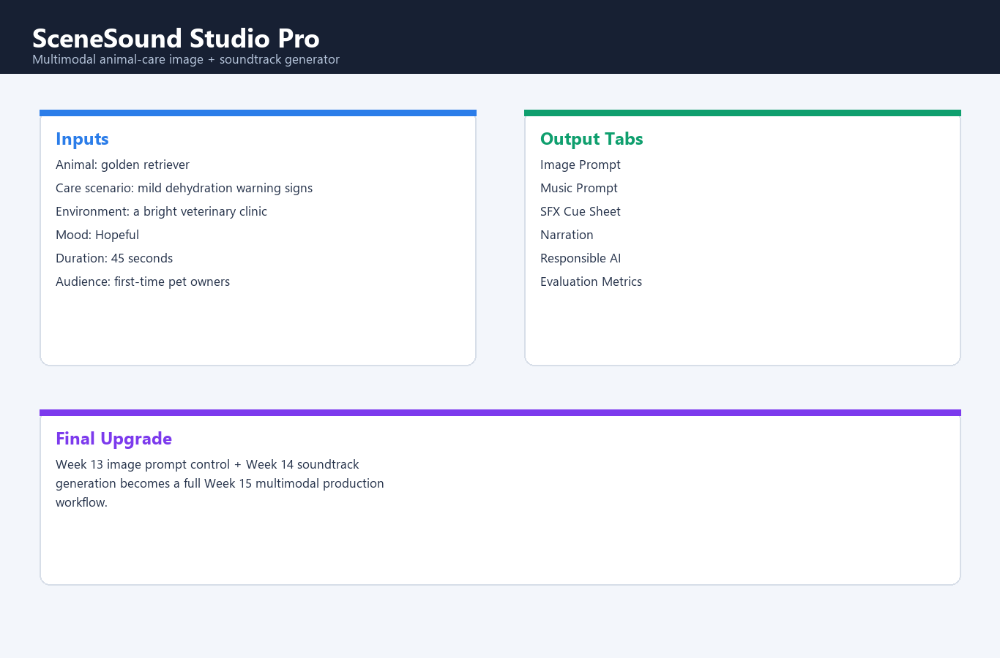 SceneSound Studio Pro
Multimodal animal-care image + soundtrack generator
Inputs
Animal: golden retriever
Care scenario: mild dehydration warning signs
Environment: a bright veterinary clinic
Mood: Hopeful
Duration: 45 seconds
Audience: first-time pet owners
Output Tabs
Image Prompt
Music Prompt
SFX Cue Sheet
Narration
Responsible AI
Evaluation Metrics
Final Upgrade
Week 13 image prompt control + Week 14 soundtrack
generation becomes a full Week 15 multimodal production
workflow.